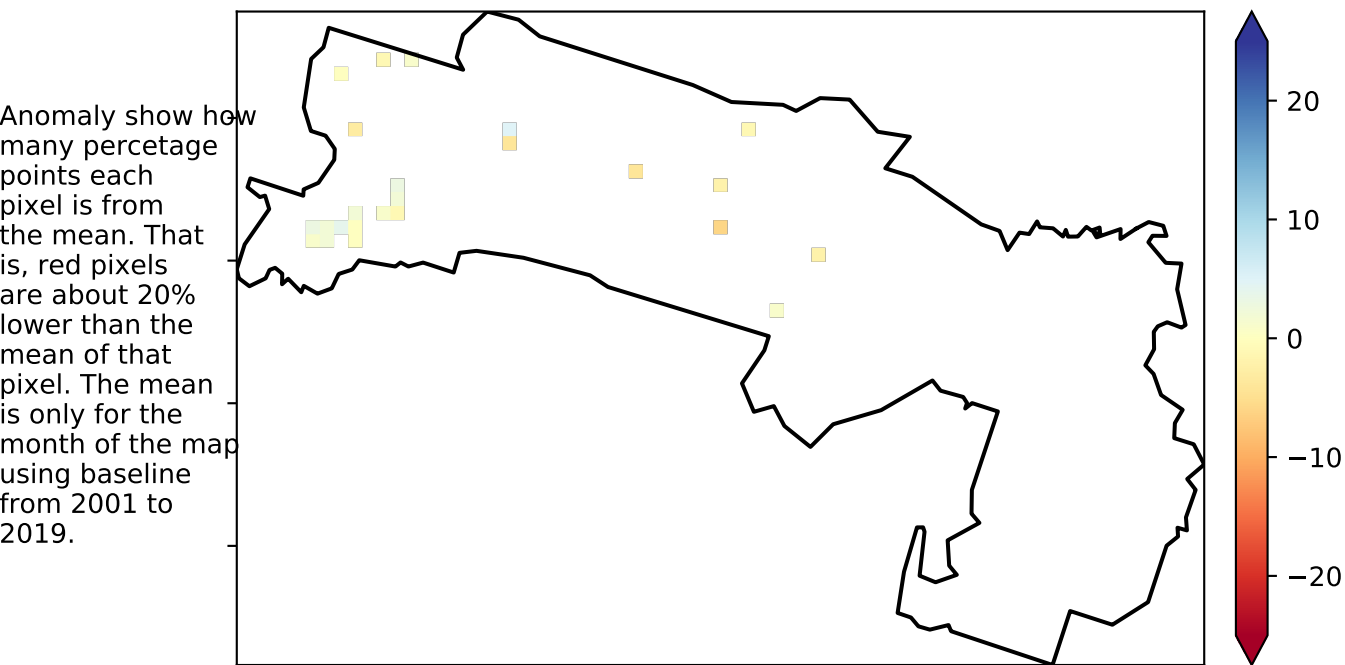 Anomaly show how
many percetage
points each
pixel is from
the mean. That
is, red pixels
are about 20%
lower than the
mean of that
pixel. The mean
is only for the
month of the map
using baseline
from 2001 to
2019.
20
10
0
−10
−20